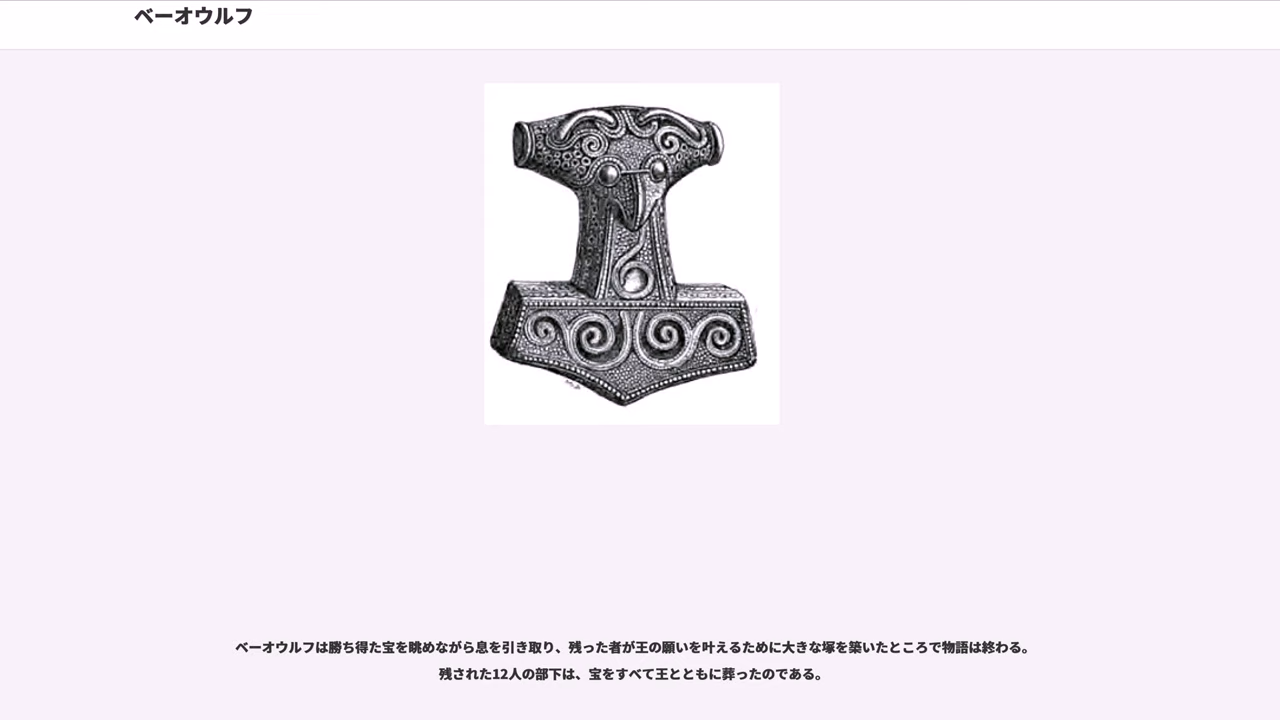 ベーオウルフ
ベーオウルフは勝ち得た宝を眺めながら息を引き取り、残った者が王の願いを叶えるために大きな塚を築いたところで物語は終わる。
残された12人の部下は、宝をすべて王とともに葬ったのである。